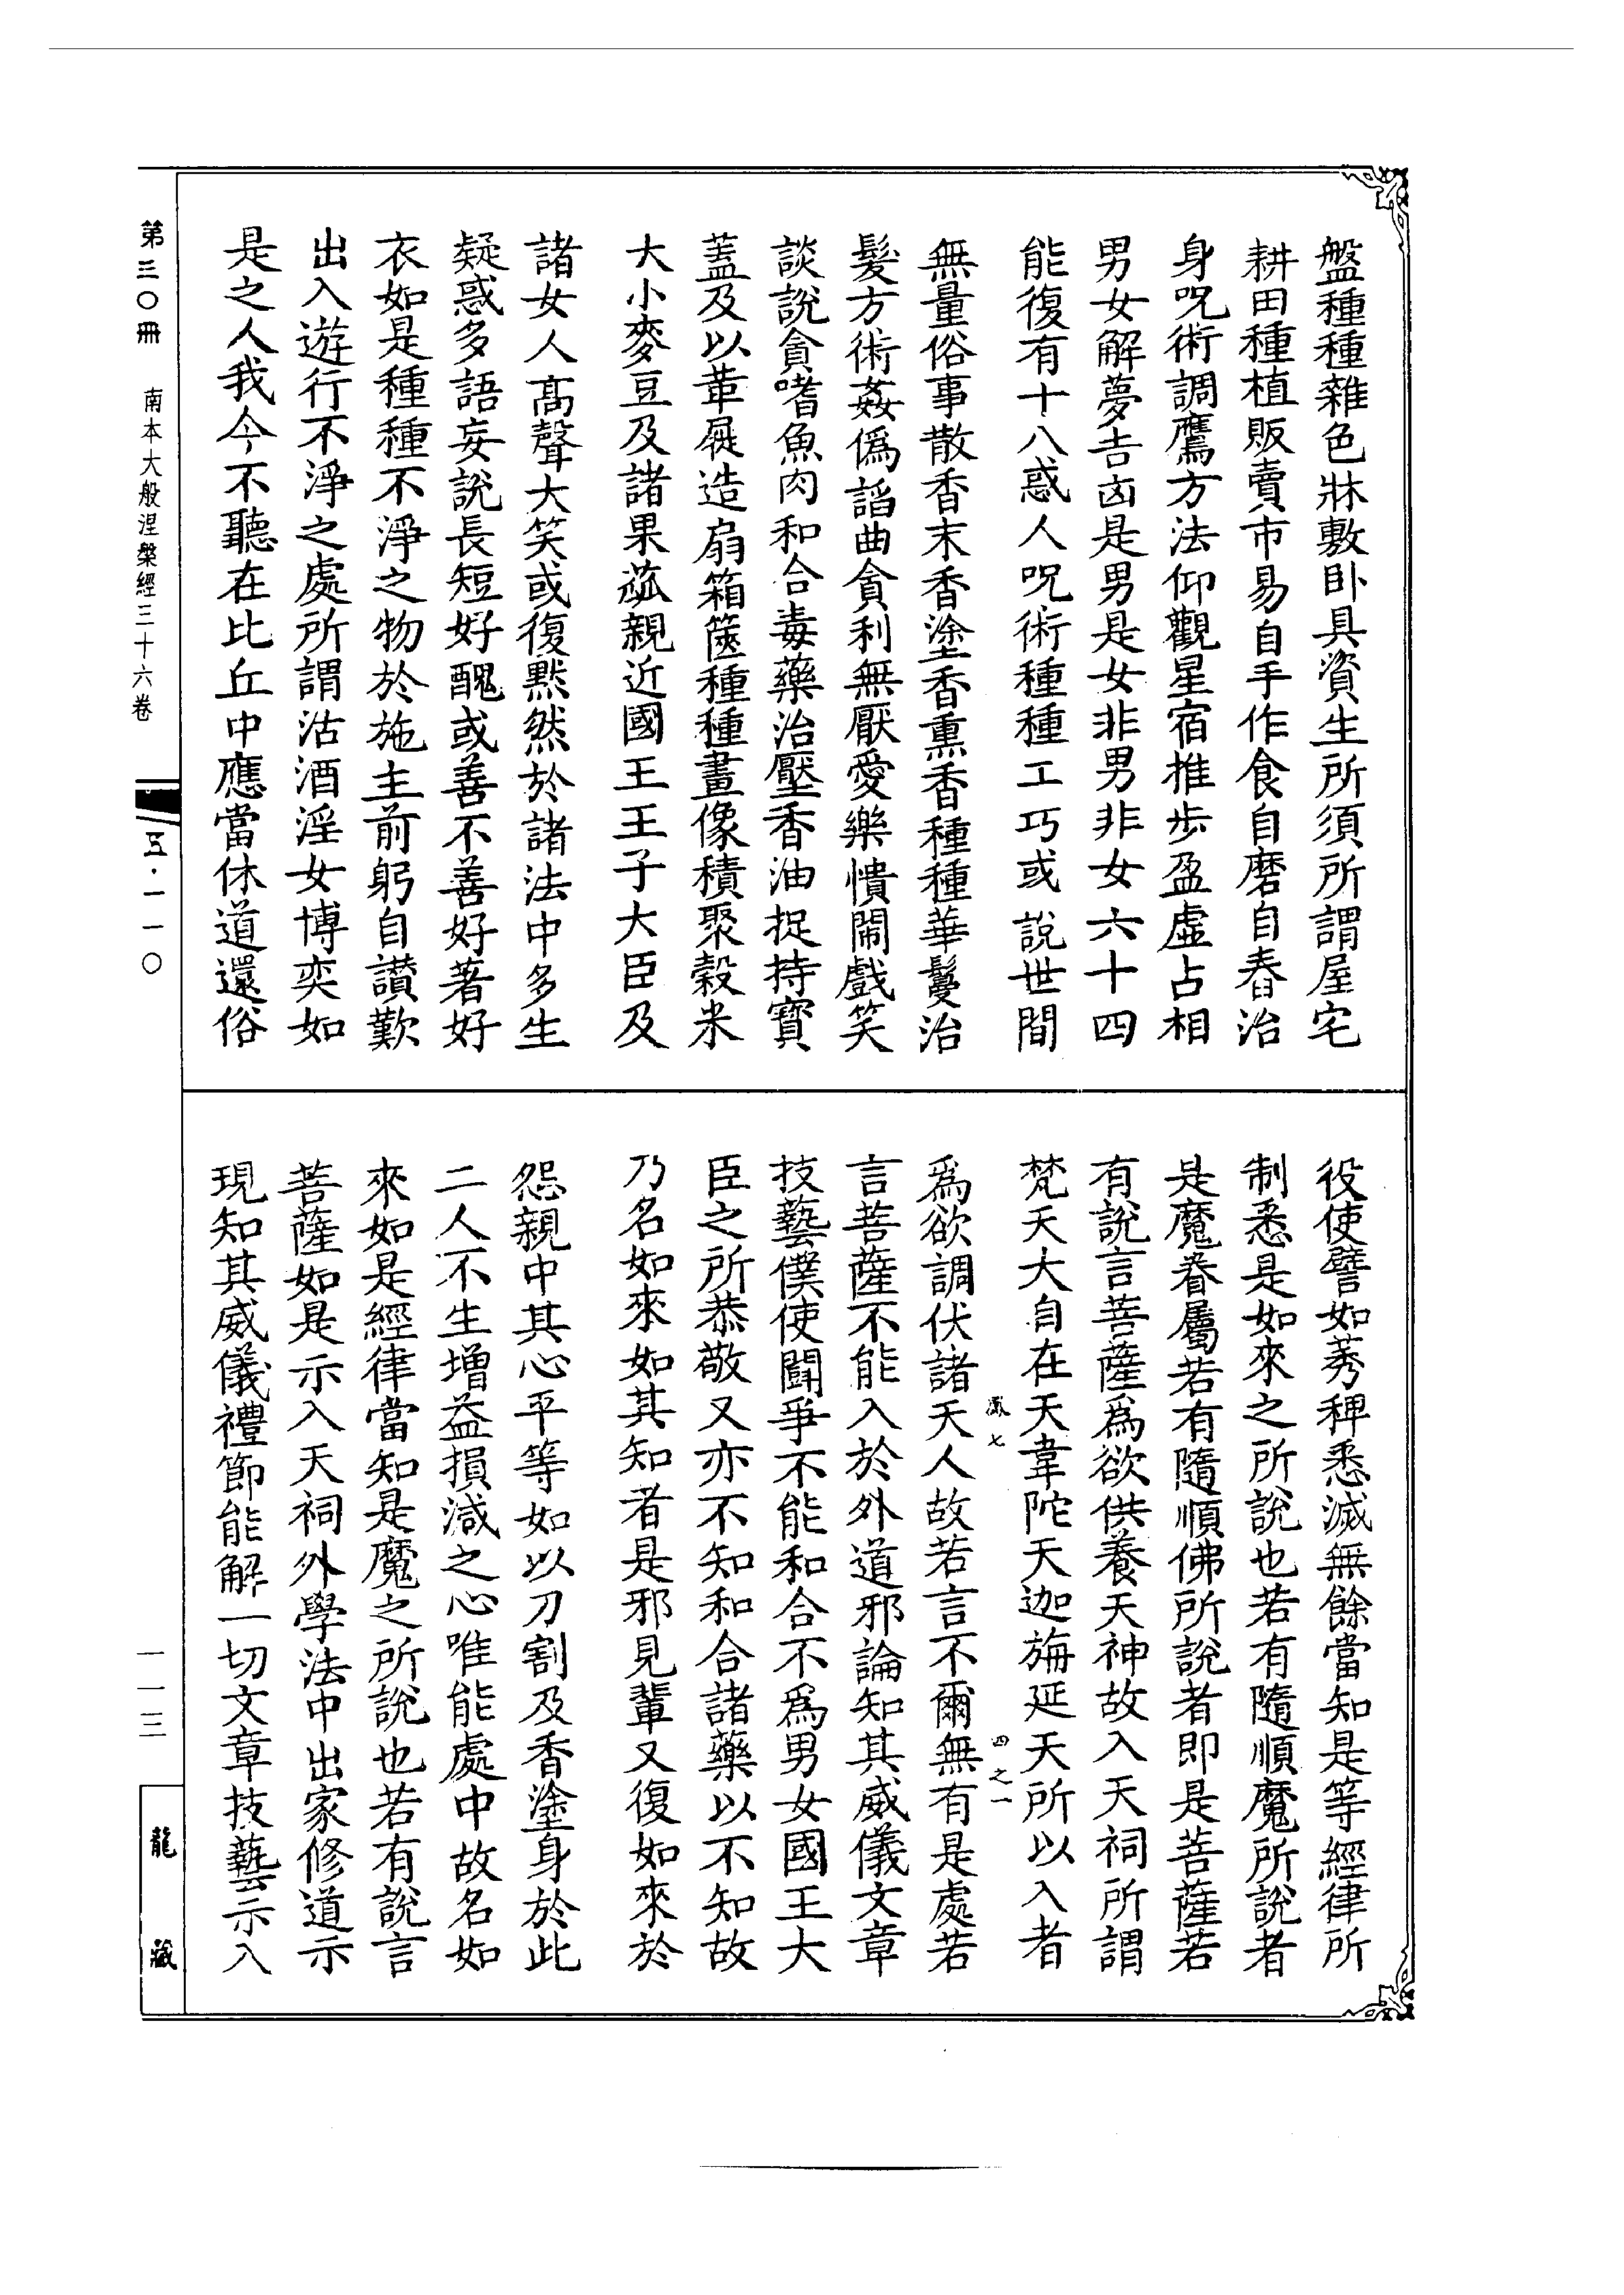 盤種種雜色牀敷卧具資生所須所謂屋宅
耕田種植販賣市易自手作食自磨自舂治
身呪術調鷹方法仰觀星宿推步盈虛占相
男女解夢吉凶是男是女非男非女六十四
能復有十八惑人呪術種種工巧或說世間
無量俗事散香末香塗香熏香種種華鬘治
髮方術姦偽諂曲貪利無厭愛樂憒鬧戲笑
談說貪嗜魚肉和合毒藥治壓香油捉持寶
蓋及以革屣造扇箱篋種種畫像積聚穀米
大小麥豆及諸果蓏親近國王王子大臣及
諸女人高聲大笑或復默然於諸法中多生
疑惑多語妄說長短好醜或善不善好著好
衣如是種種不淨之物於施主前躬自讚歎
出入遊行不淨之處所謂沽酒淫女博奕如
是之人我今不聽在比丘中應當休道還俗
役使譬如莠稗悉滅無餘當知是等經律所
制悉是如來之所說也若有隨順魔所說者
是魔眷屬若有隨順佛所說者即是菩薩若
有說言菩薩為欲供養天神故入天祠所謂
梵天大自在天韋陀天迦旃延天所以入者
鳳七 四之一
為欲調伏諸天人故若言不爾無有是處若
言菩薩不能入於外道邪論知其威儀文章
技藝僕使鬪爭不能和合不為男女國王大
臣之所恭敬又亦不知和合諸藥以不知故
乃名如來如其知者是邪見輩又復如來於
怨親中其心平等如以刀割及香塗身於此
二人不生增益損減之心唯能處中故名如
來如是經律當知是魔之所說也若有說言
菩薩如是示入天祠外學法中出家修道示
現知其威儀禮節能解一切文章技藝示入
第三〇冊 南本大般涅槃經三十六卷
五·一一〇
一一三
龍藏